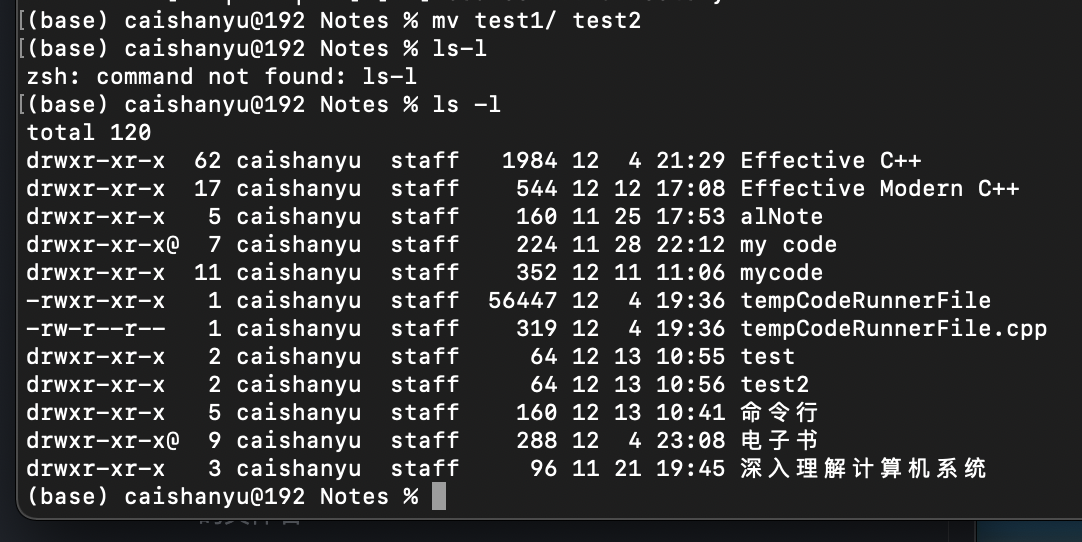 [(base) caishanyu@192 Notes % mv test1/ test2
[(base) caishanyu@192 Notes % ls-l
zsh: command not found: ls-l
[(base) caishanyu@192 Notes % ls -l
total 120
drwxr-xr-x  62 caishanyu  staff   1984 12  4 21:29 Effective C++
drwxr-xr-x  17 caishanyu  staff    544 12 12 17:08 Effective Modern C++
drwxr-xr-x   5 caishanyu  staff    160 11 25 17:53 alNote
drwxr-xr-x@  7 caishanyu  staff    224 11 28 22:12 my code
drwxr-xr-x  11 caishanyu  staff    352 12 11 11:06 mycode
-rwxr-xr-x   1 caishanyu  staff  56447 12  4 19:36 tempCodeRunnerFile
-rw-r--r--   1 caishanyu  staff    319 12  4 19:36 tempCodeRunnerFile.cpp
drwxr-xr-x   2 caishanyu  staff     64 12 13 10:55 test
drwxr-xr-x   2 caishanyu  staff     64 12 13 10:56 test2
drwxr-xr-x   5 caishanyu  staff    160 12 13 10:41 命令行
drwxr-xr-x@  9 caishanyu  staff    288 12  4 23:08 电子书
drwxr-xr-x   3 caishanyu  staff     96 11 21 19:45 深入理解计算机系统
(base) caishanyu@192 Notes %